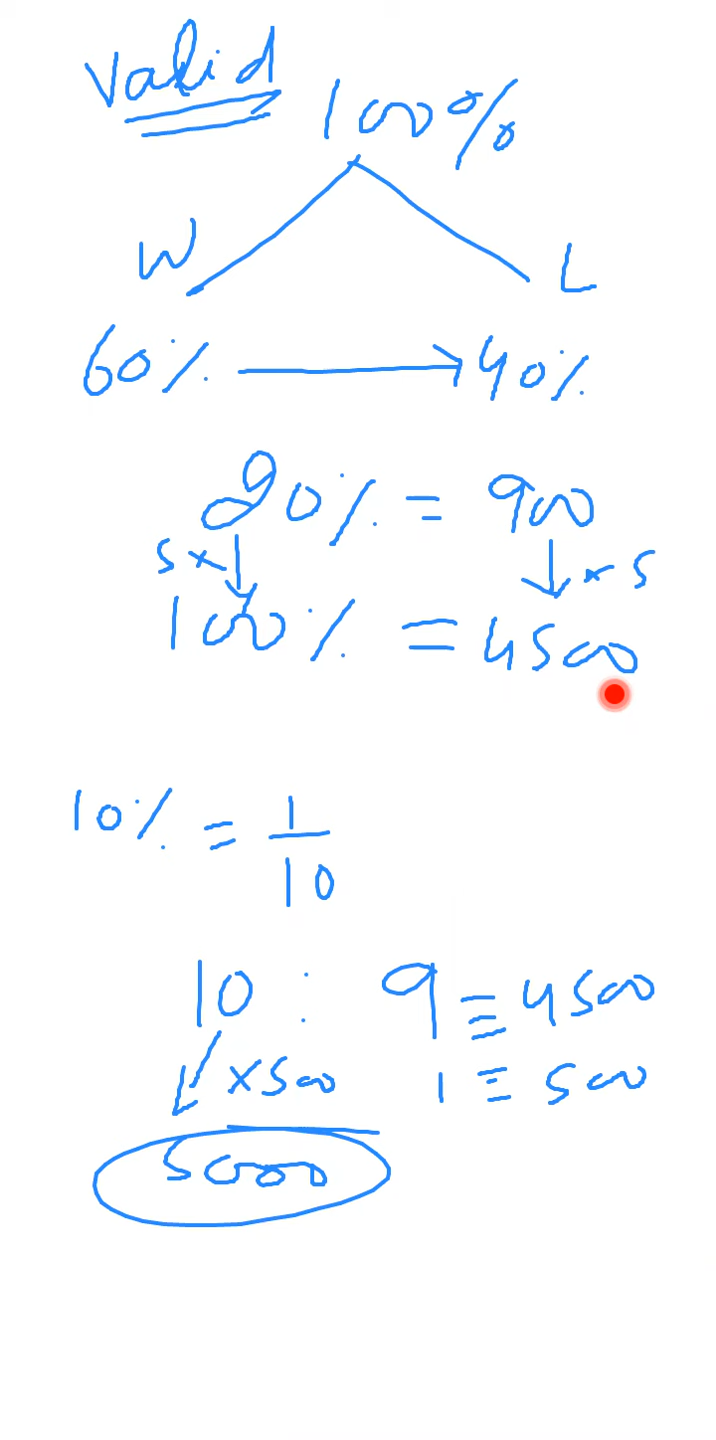 Valid
100%
W L
60% → 40%
20% = 900
5 × ↓ ↓ × 5
100% = 4500
10% = 1/10
10 : 9 ≡ 4500
↙ ×500 1 ≡ 500
5000